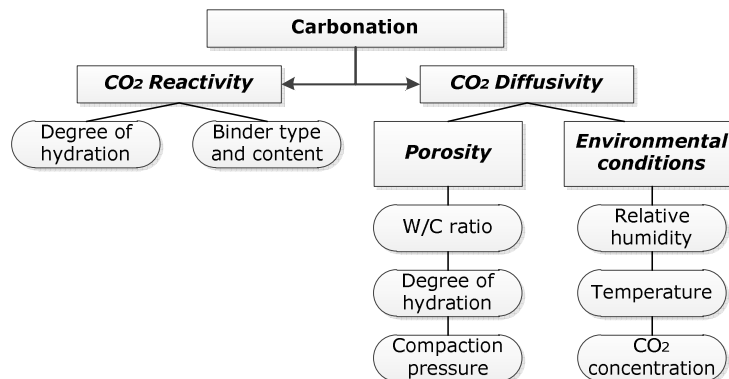 Carbonation
CO₂ Reactivity
CO₂ Diffusivity
Degree of
hydration
Binder type
and content
Porosity
Environmental
conditions
W/C ratio
Relative
humidity
Degree of
hydration
Temperature
Compaction
pressure
CO₂
concentration